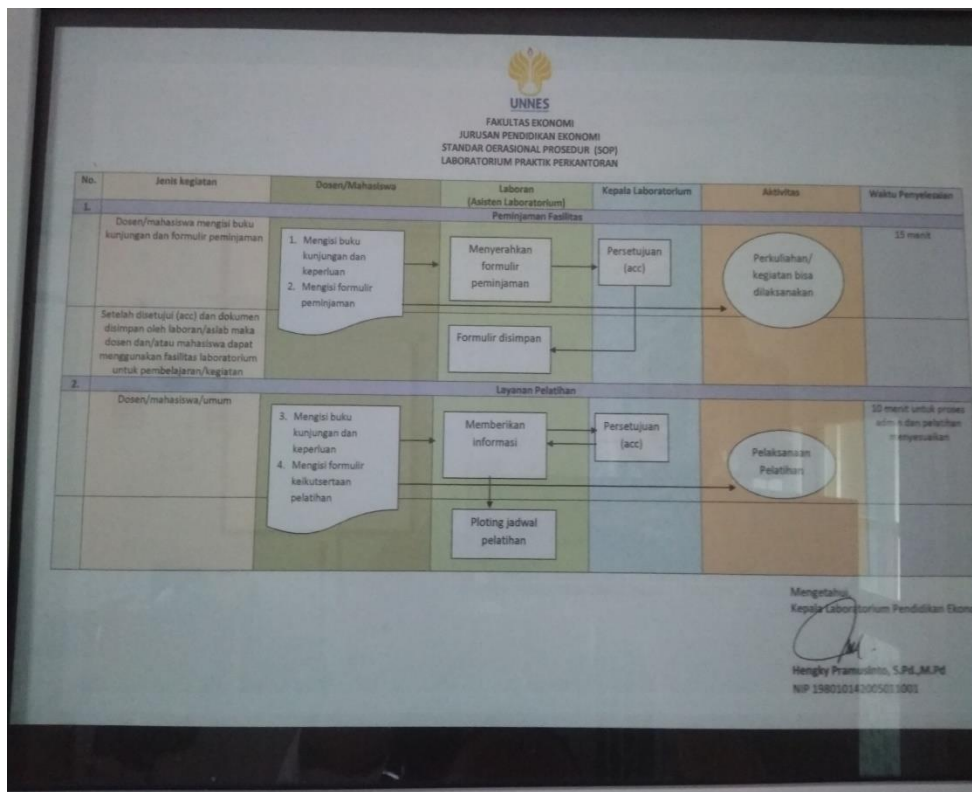 UNNES
FAKULTAS EKONOMI
JURUSAN PENDIDIKAN EKONOMI
STANDAR OERASIONAL PROSEDUR (SOP)
LABORATORIUM PRAKTIK PERKANTORAN
No.
Jenis kegiatan
Dosen/Mahasiswa
Laboran
(Asisten Laboratorium)
Kepala Laboratorium
Aktivitas
Waktu Penyelesaian
1.
Peminjaman Fasilitas
Dosen/mahasiswa mengisi buku
kunjungan dan formulir peminjaman
1. Mengisi buku
kunjungan dan
keperluan
2. Mengisi formulir
peminjaman
Menyerahkan
formulir
peminjaman
Persetujuan
(acc)
Perkuliahan/
kegiatan bisa
dilaksanakan
15 menit
Setelah disetujui (acc) dan dokumen
disimpan oleh laboran/aslab maka
dosen dan/atau mahasiswa dapat
menggunakan fasilitas laboratorium
untuk pembelajaran/kegiatan
Formulir disimpan
2.
Layanan Pelatihan
Dosen/mahasiswa/umum
3. Mengisi buku
kunjungan dan
keperluan
4. Mengisi formulir
keikutsertaan
pelatihan
Memberikan
informasi
Persetujuan
(acc)
Pelaksanaan
Pelatihan
10 menit untuk proses
admin dan pelatihan
menyesuaikan
Ploting jadwal
pelatihan
Mengetahui,
Kepala Laboratorium Pendidikan Ekon
Hengky Pramusinto, S.Pd.,M.Pd
NIP